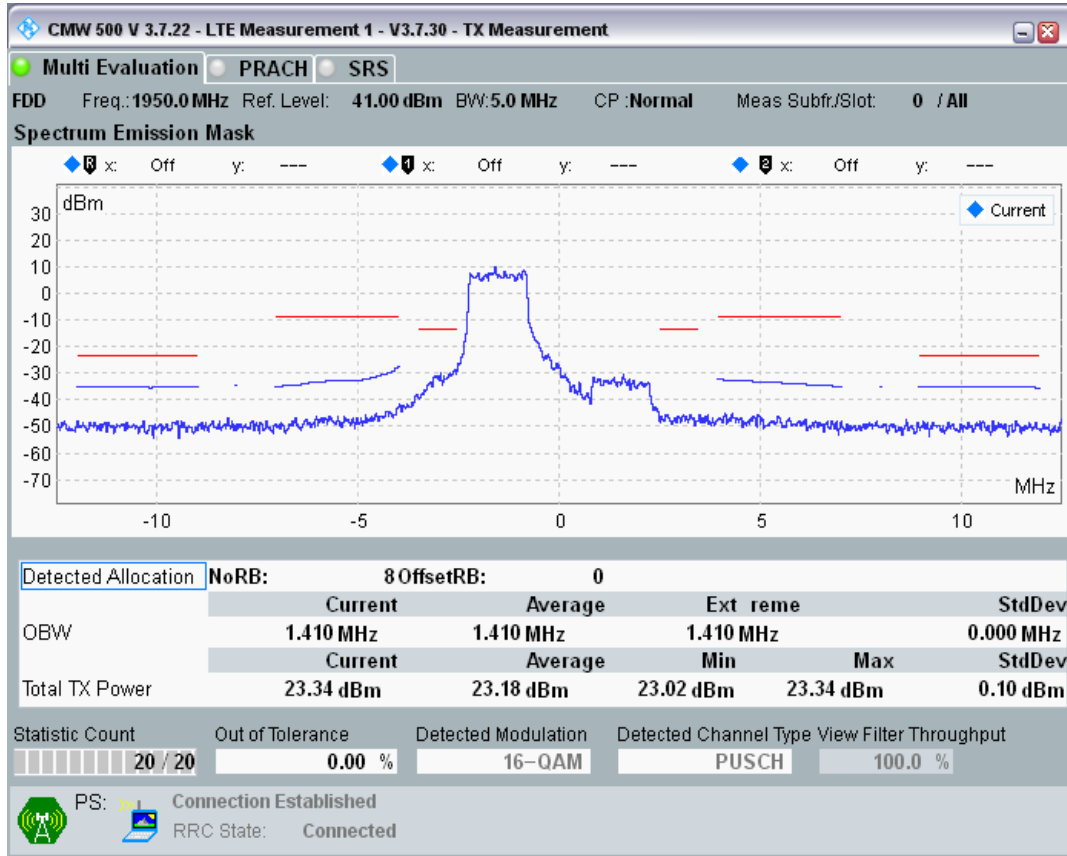 CMW 500 V 3.7.22 - LTE Measurement 1 - V3.7.30 - TX Measurement
Multi Evaluation PRACH SRS
FDD Freq.: 1950.0 MHz Ref. Level: 41.00 dBm BW: 5.0 MHz CP : Normal Meas Subfr./Slot: 0 / All
Spectrum Emission Mask
R x: Off y: --- 1 x: Off y: --- 2 x: Off y: ---
dBm
Current
30
20
10
0
-10
-20
-30
-40
-50
-60
-70
MHz
-10 -5 0 5 10
Detected Allocation NoRB: 8 OffsetRB: 0
Current Average Ext reme StdDev
OBW 1.410 MHz 1.410 MHz 1.410 MHz 0.000 MHz
Current Average Min Max StdDev
Total TX Power 23.34 dBm 23.18 dBm 23.02 dBm 23.34 dBm 0.10 dBm
Statistic Count Out of Tolerance Detected Modulation Detected Channel Type View Filter Throughput
20 / 20 0.00 % 16-QAM PUSCH 100.0 %
PS: Connection Established
RRC State: Connected